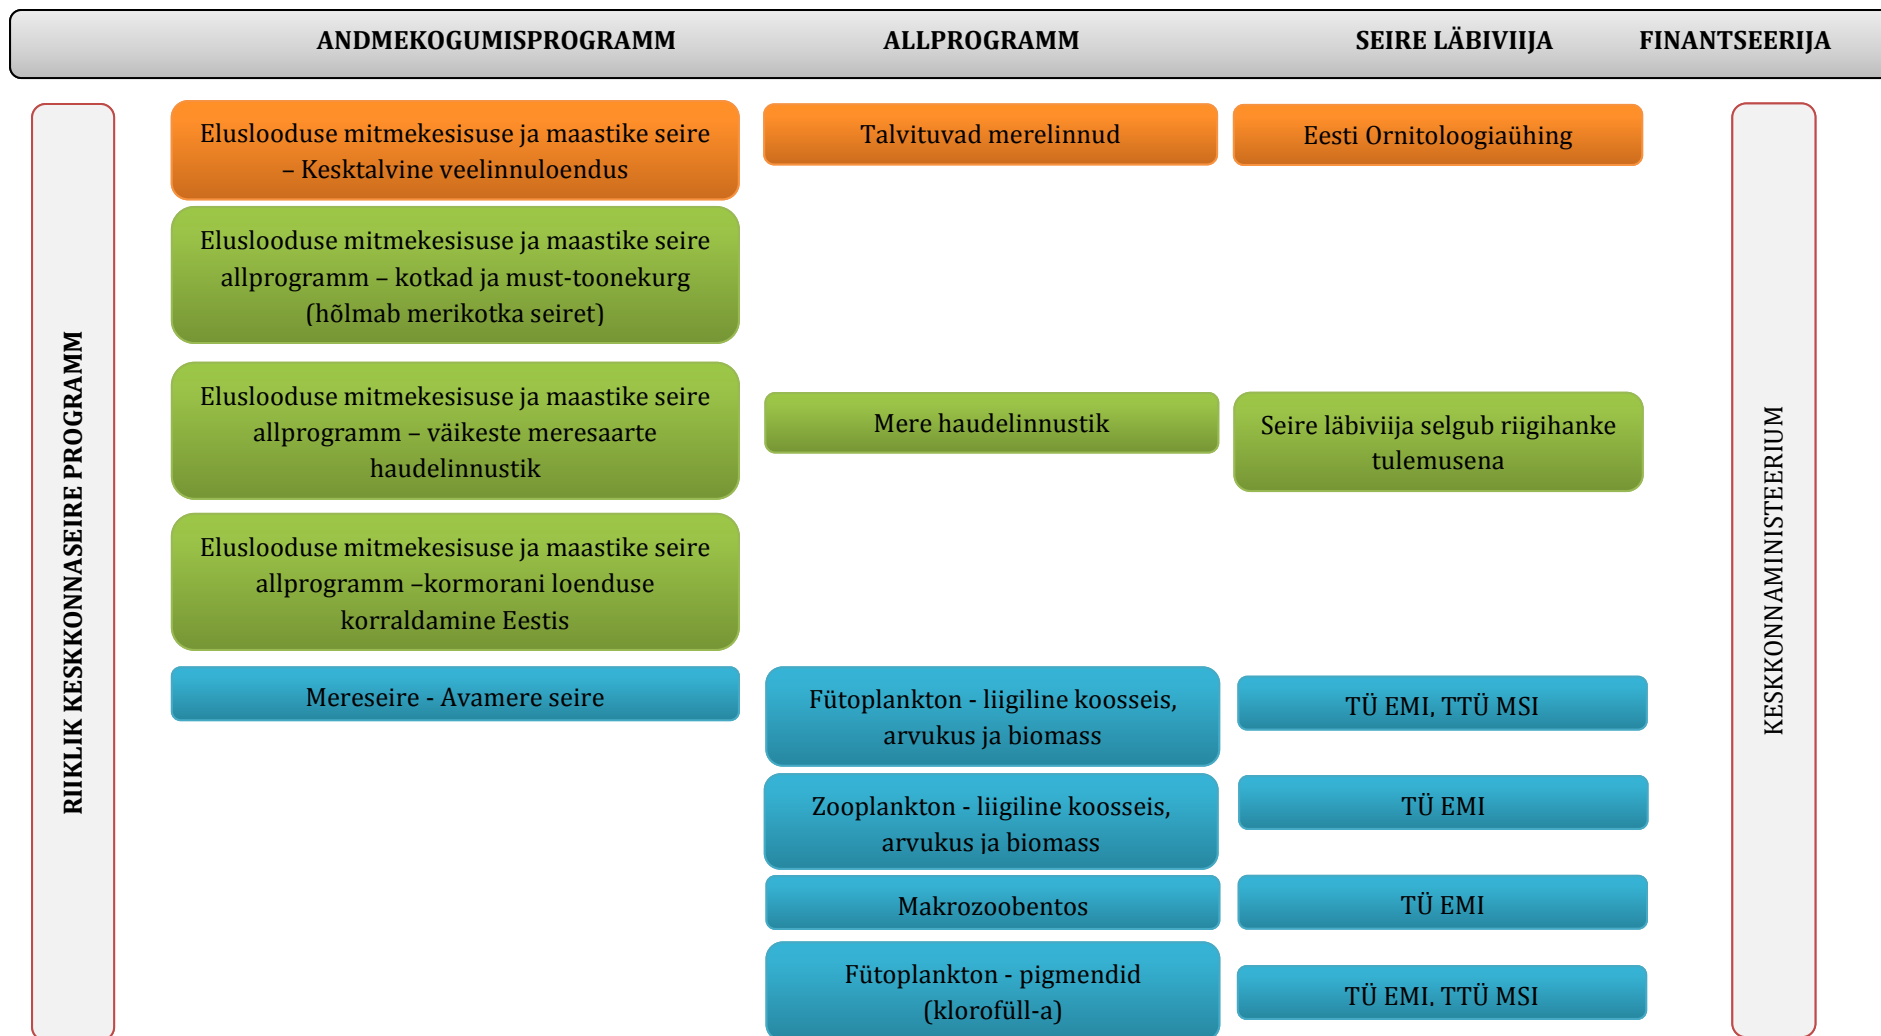 ANDMEKOGUMISPROGRAMM ALLPROGRAMM SEIRE LÄBIVIIJA FINANTSEERIJA
RIIKLIK KESKKONNASEIRE PROGRAMM
Eluslooduse mitmekesisuse ja maastike seire
– Kesktalvine veelinnuloendus
Talvituvad merelinnud
Eesti Ornitoloogiaühing
Eluslooduse mitmekesisuse ja maastike seire
allprogramm – kotkad ja must-toonekurg
(hõlmab merikotka seiret)
Eluslooduse mitmekesisuse ja maastike seire
allprogramm – väikeste meresaarte
haudelinnustik
Mere haudelinnustik
Seire läbiviija selgub riigihanke
tulemusena
Eluslooduse mitmekesisuse ja maastike seire
allprogramm –kormorani loenduse
korraldamine Eestis
Mereseire - Avamere seire
Fütoplankton - liigiline koosseis,
arvukus ja biomass
TÜ EMI, TTÜ MSI
Zooplankton - liigiline koosseis,
arvukus ja biomass
TÜ EMI
Makrozoobentos
TÜ EMI
Fütoplankton - pigmendid
(klorofüll-a)
TÜ EMI, TTÜ MSI
KESKKONNAMINISTEERIUM